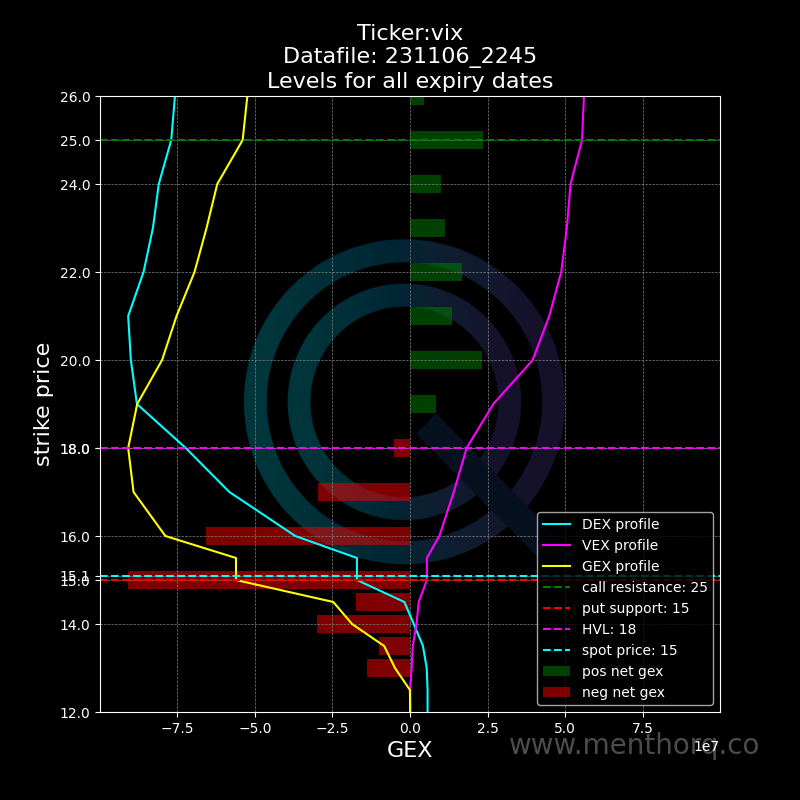 Ticker:vix
Datafile: 231106_2245
Levels for all expiry dates
26.0
25.0
24.0
22.0
20.0
18.0
16.0
15.1
15.0
14.0
12.0
strike price
DEX profile
VEX profile
GEX profile
call resistance: 25
put support: 15
HVL: 18
spot price: 15
pos net gex
neg net gex
−7.5 −5.0 −2.5 0.0 2.5 5.0 7.5
1e7
GEX
www.menthorq.co